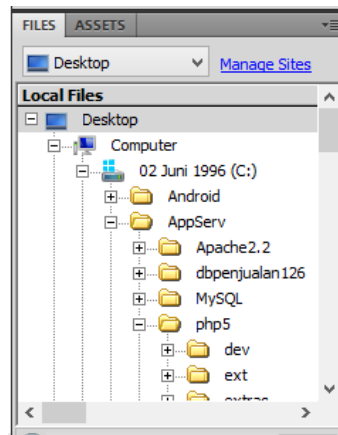 FILES ASSETS
Desktop Manage Sites
Local Files
Desktop
Computer
02 Juni 1996 (C:)
Android
AppServ
Apache2.2
dbpenjualan126
MySQL
php5
dev
ext
extras